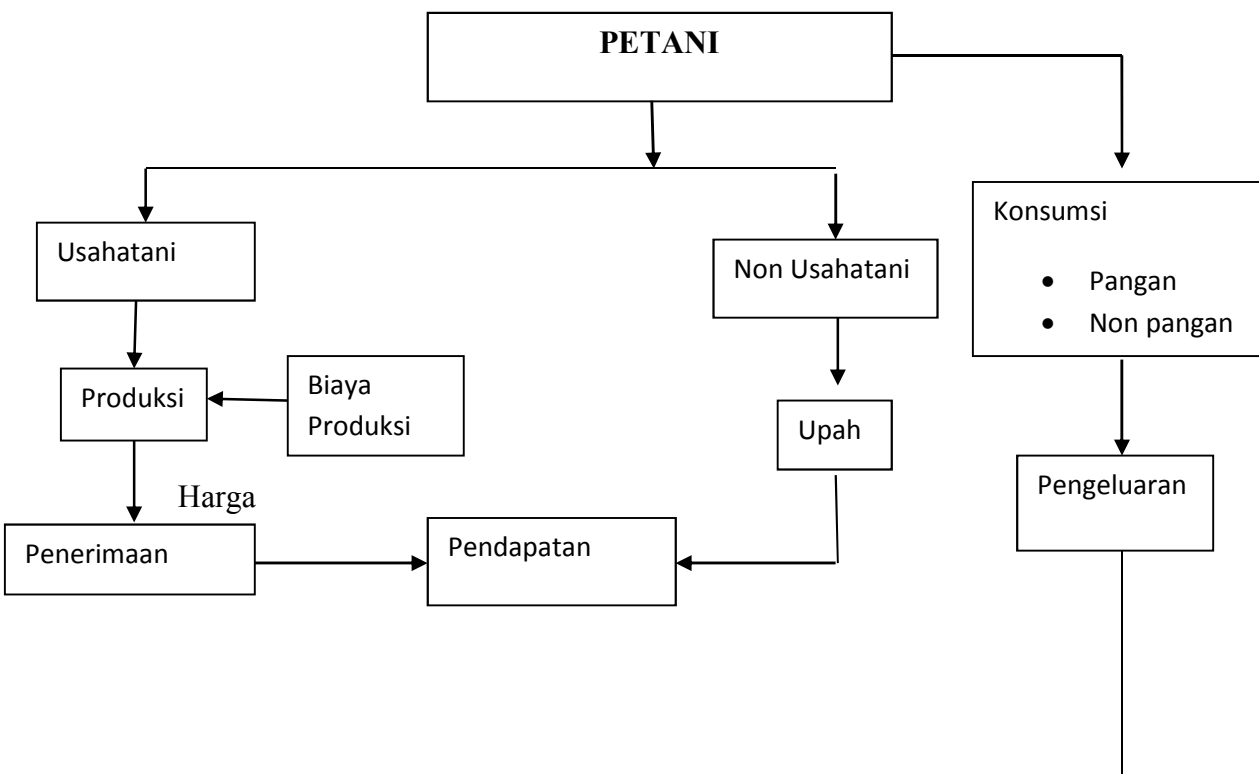 PETANI
Konsumsi
• Pangan
• Non pangan
Usahatani
Non Usahatani
Produksi
Biaya
Produksi
Upah
Pengeluaran
Harga
Penerimaan
Pendapatan